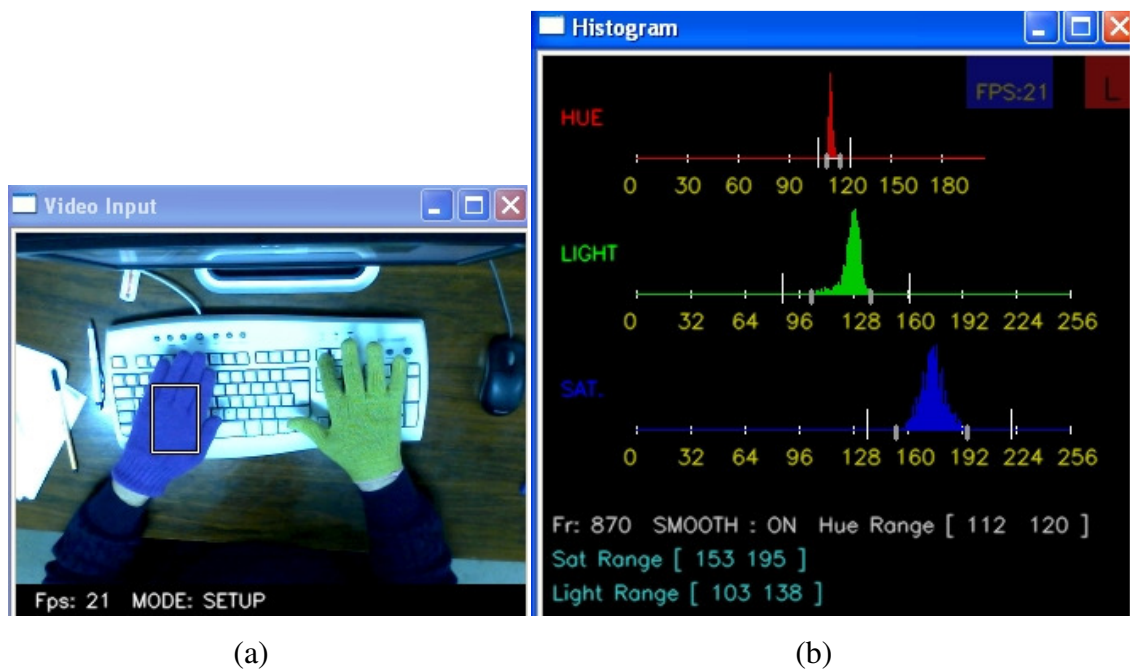 Histogram
FPS:21 L
HUE
0 30 60 90 120 150 180
LIGHT
0 32 64 96 128 160 192 224 256
SAT.
0 32 64 96 128 160 192 224 256
Fr: 870 SMOOTH : ON Hue Range [ 112 120 ]
Sat Range [ 153 195 ]
Light Range [ 103 138 ]
Video Input
Fps: 21 MODE: SETUP
(a) (b)